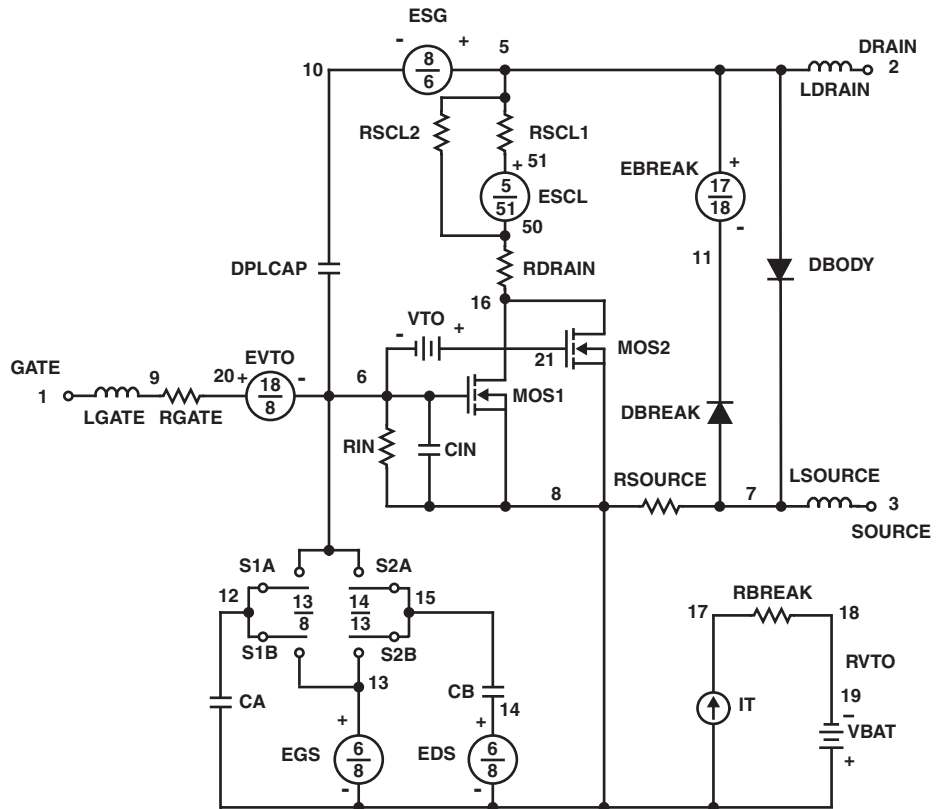 ESG
- + 5
8
6
10
DRAIN
2
LDRAIN
RSCL2
RSCL1
+ 51
5
51
ESCL
50
EBREAK
+
17
18
-
11
DBODY
DPLCAP
RDRAIN
16
- VTO +
21
MOS2
GATE
1
9
20 +
EVTO
18
8
-
6
MOS1
LGATE
RGATE
RIN
CIN
DBREAK
RSOURCE
8
7
LSOURCE
3
SOURCE
S1A
S2A
12
13
8
14
13
15
S1B
S2B
13
CA
CB
14
+
+
EGS
6
8
-
EDS
6
8
-
RBREAK
17
18
RVTO
19
IT
-
VBAT
+